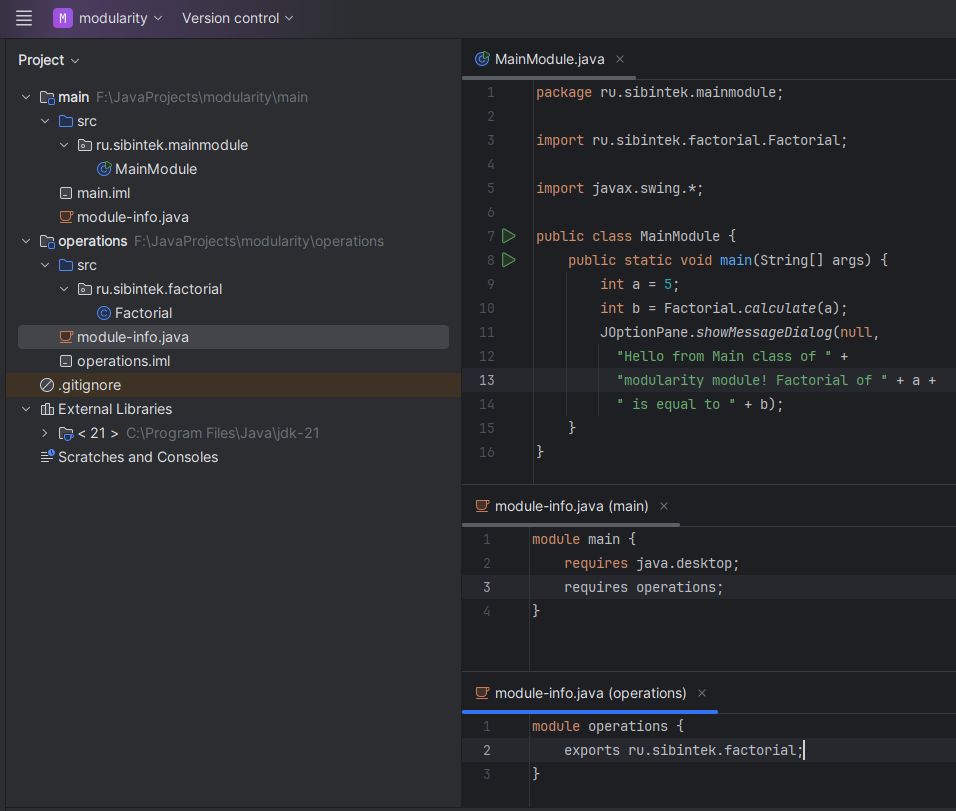 M modularity Version control
Project
main F:\JavaProjects\modularity\main
src
ru.sibintek.mainmodule
MainModule
main.iml
module-info.java
operations F:\JavaProjects\modularity\operations
src
ru.sibintek.factorial
Factorial
module-info.java
operations.iml
.gitignore
External Libraries
< 21 > C:\Program Files\Java\jdk-21
Scratches and Consoles
MainModule.java
1 package ru.sibintek.mainmodule;
2
3 import ru.sibintek.factorial.Factorial;
4
5 import javax.swing.*;
6
7 public class MainModule {
8 public static void main(String[] args) {
9 int a = 5;
10 int b = Factorial.calculate(a);
11 JOptionPane.showMessageDialog(null,
12 "Hello from Main class of " +
13 "modularity module! Factorial of " + a +
14 " is equal to " + b);
15 }
16 }
module-info.java (main)
1 module main {
2 requires java.desktop;
3 requires operations;
4 }
module-info.java (operations)
1 module operations {
2 exports ru.sibintek.factorial;
3 }